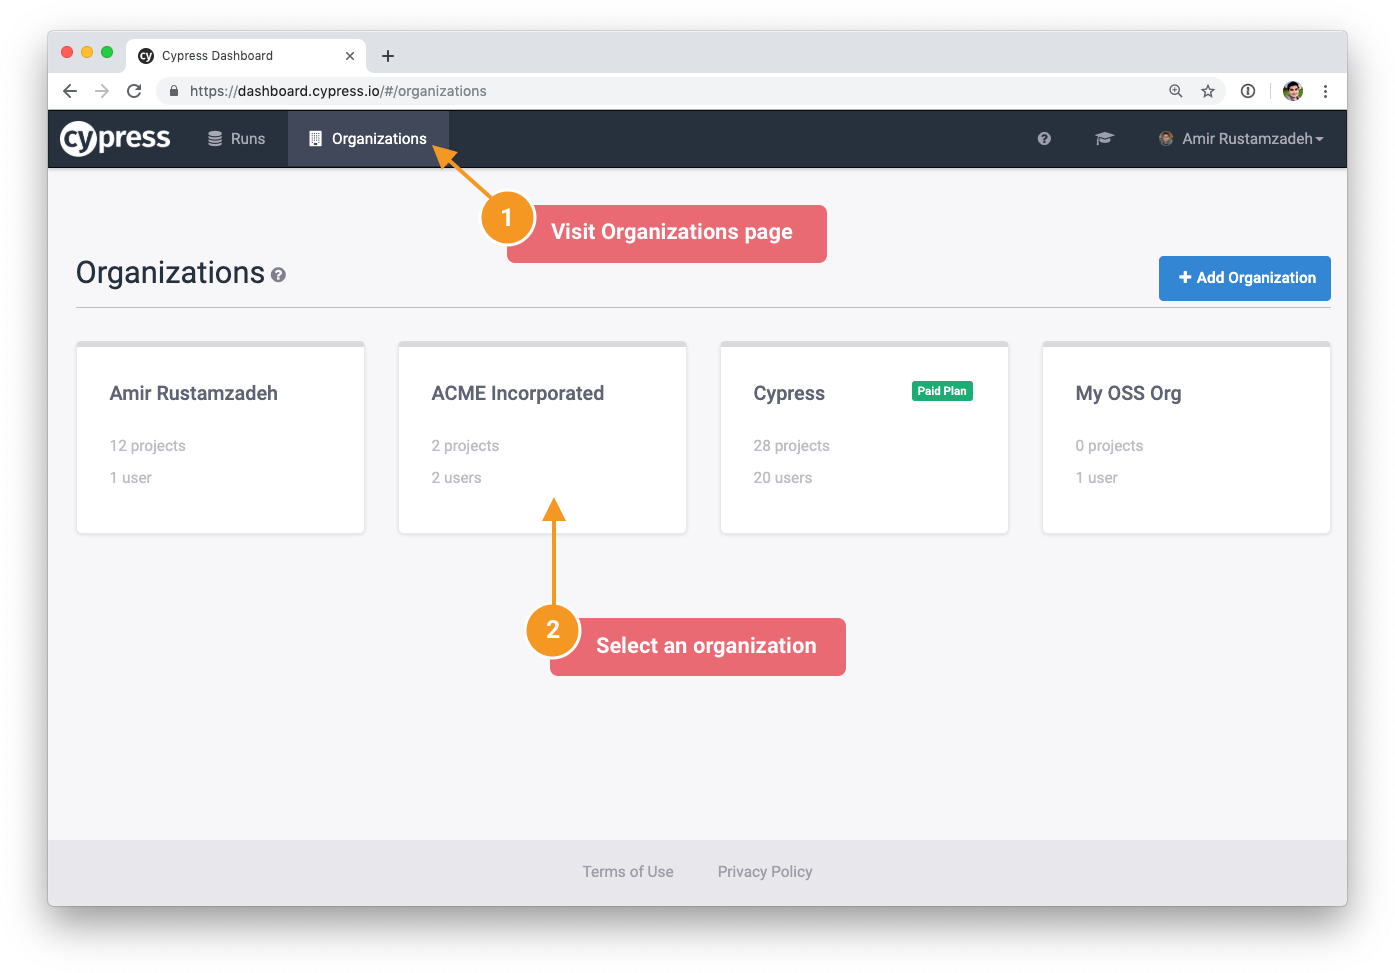 cy Cypress Dashboard
https://dashboard.cypress.io/#/organizations
cypress Runs Organizations Amir Rustamzadeh
1 Visit Organizations page
Organizations ?
+ Add Organization
Amir Rustamzadeh
12 projects
1 user
ACME Incorporated
2 projects
2 users
Cypress Paid Plan
28 projects
20 users
My OSS Org
0 projects
1 user
2 Select an organization
Terms of Use Privacy Policy